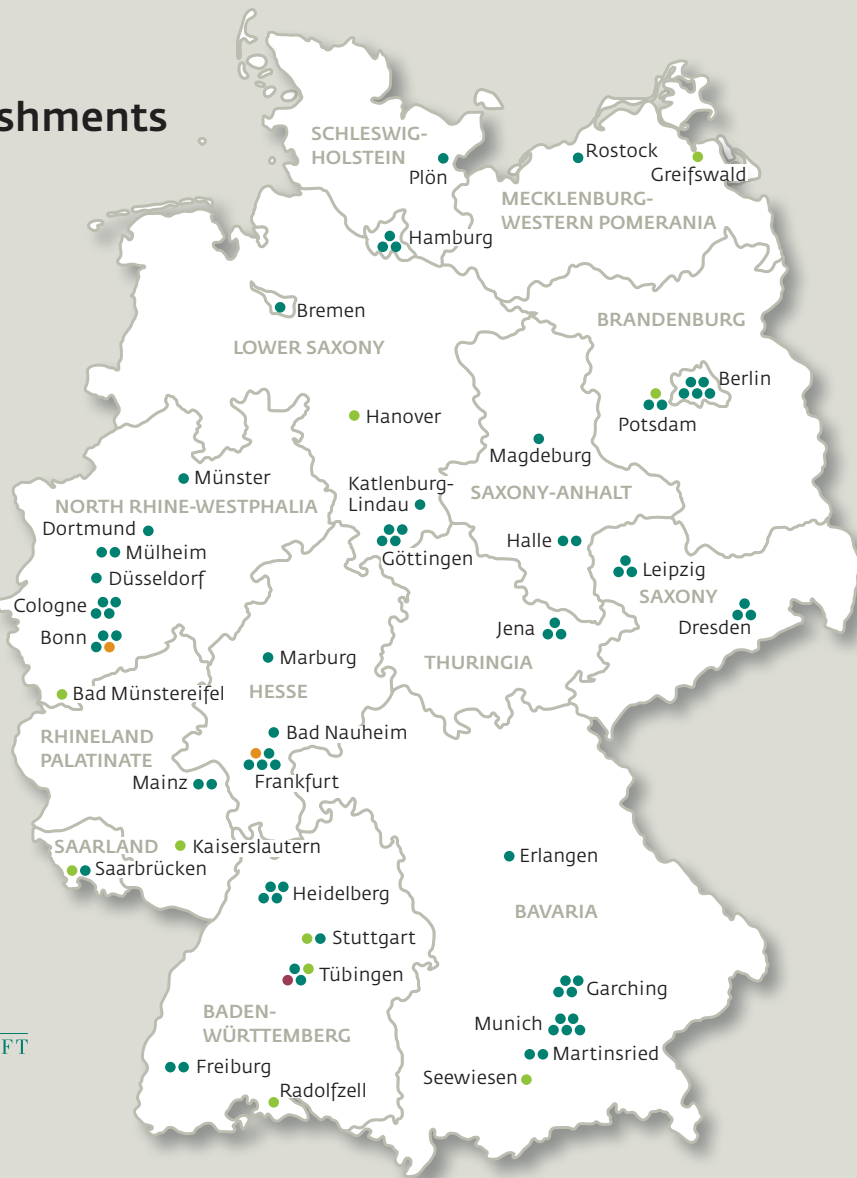 shments
SCHLESWIG-
HOLSTEIN
Plön
Rostock
Greifswald
MECKLENBURG-
WESTERN POMERANIA
Hamburg
Bremen
LOWER SAXONY
BRANDENBURG
Berlin
Potsdam
Hanover
Magdeburg
Münster
Katlenburg-
Lindau
SAXONY-ANHALT
NORTH RHINE-WESTPHALIA
Dortmund
Mülheim
Göttingen
Halle
Leipzig
Düsseldorf
SAXONY
Cologne
Dresden
Bonn
Jena
Marburg
THURINGIA
Bad Münstereifel
HESSE
RHINELAND
PALATINATE
Bad Nauheim
Mainz
Frankfurt
SAARLAND
Kaiserslautern
Saarbrücken
Erlangen
Heidelberg
BAVARIA
Stuttgart
Tübingen
Garching
BADEN-
WÜRTTEMBERG
Munich
FT
Martinsried
Freiburg
Seewiesen
Radolfzell